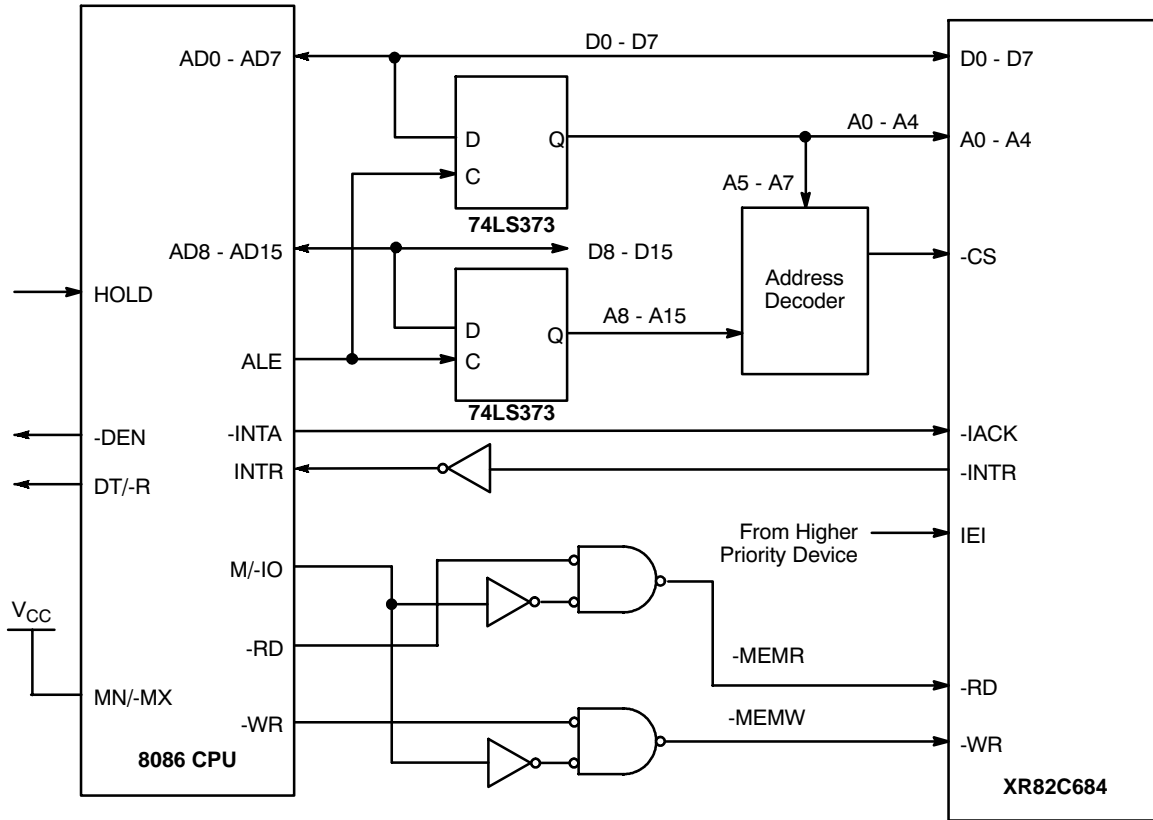 AD0 - AD7
D0 - D7
D0 - D7
D
Q
C
74LS373
A0 - A4
A0 - A4
A5 - A7
AD8 - AD15
D8 - D15
Address
Decoder
-CS
HOLD
D
Q
C
74LS373
A8 - A15
ALE
-DEN
-INTA
-IACK
DT/-R
INTR
-INTR
From Higher
Priority Device
IEI
M/-IO
VCC
-RD
-MEMR
-RD
MN/-MX
-WR
-MEMW
-WR
8086 CPU
XR82C684